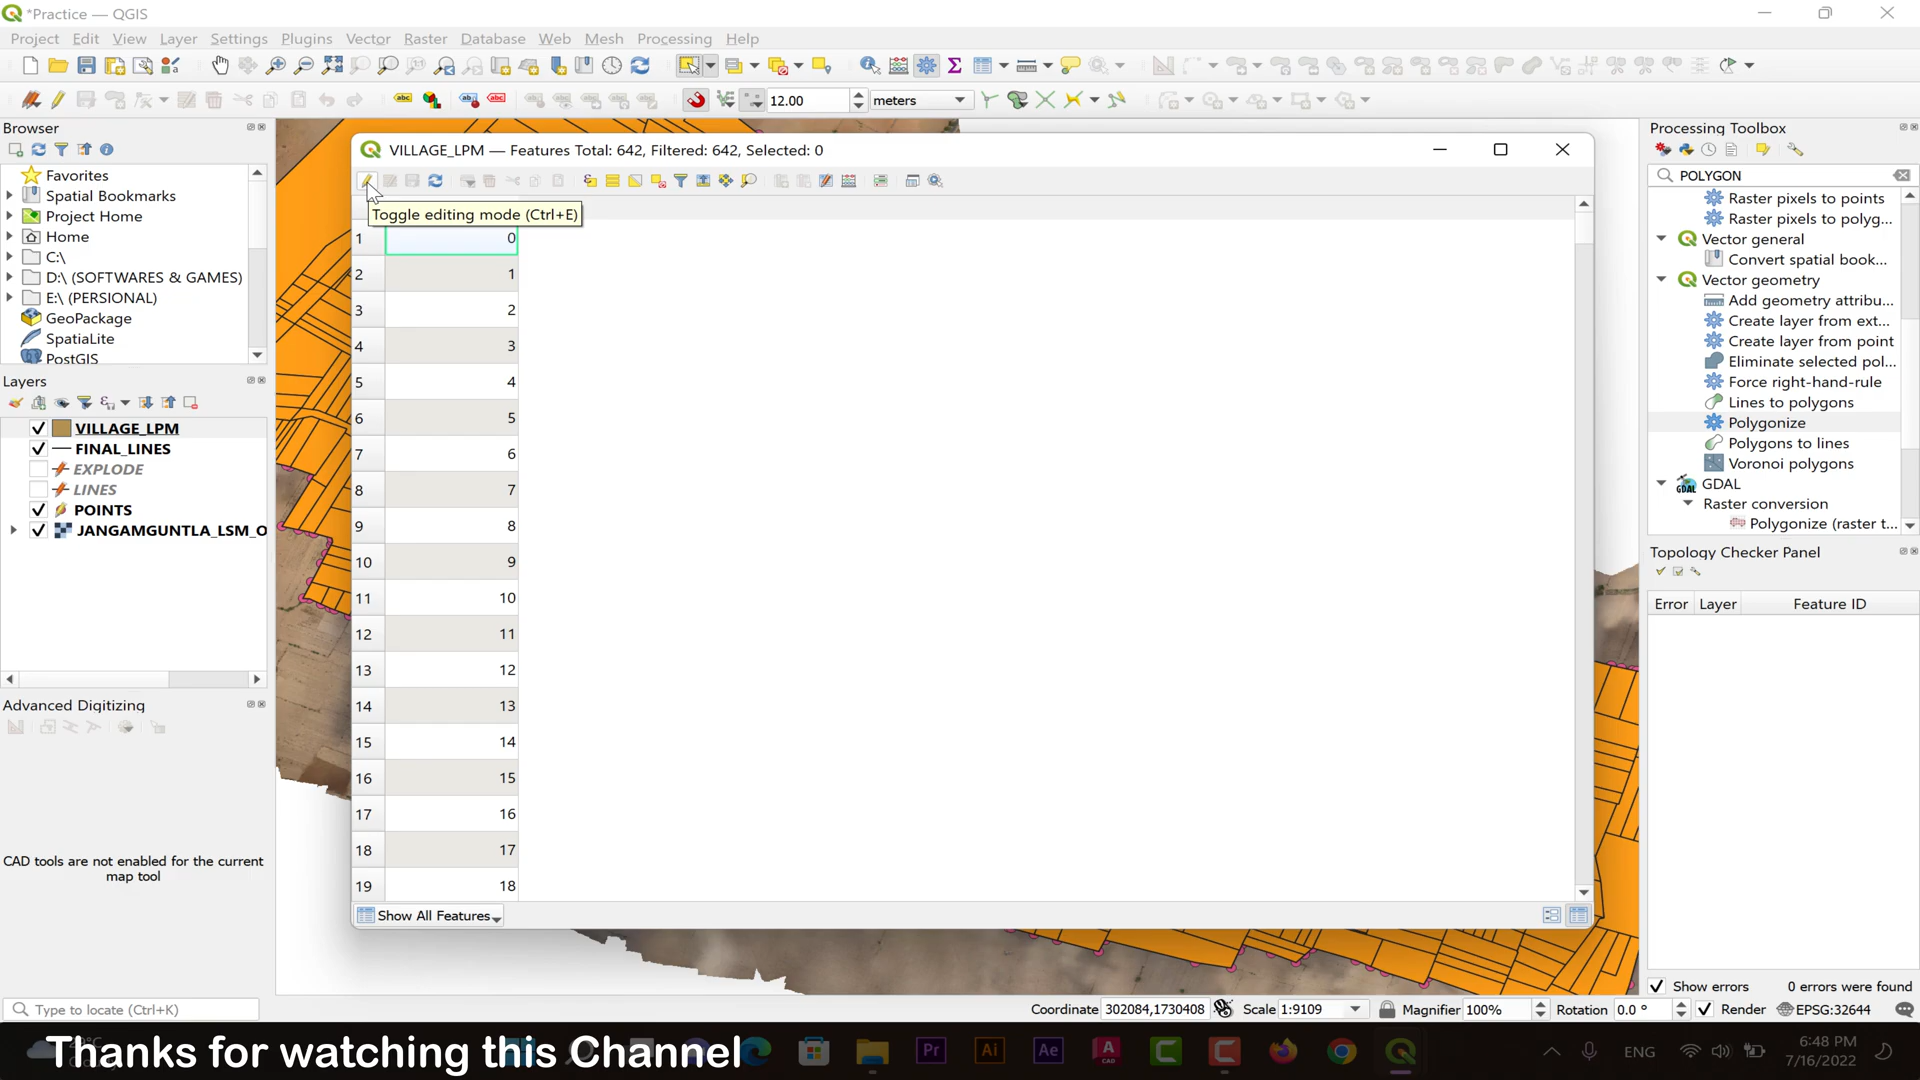 *Practice — QGIS
Project Edit View Layer Settings Plugins Vector Raster Database Web Mesh Processing Help
12.00 meters
Browser
Favorites
Spatial Bookmarks
Project Home
Home
C:\
D:\ (SOFTWARES & GAMES)
E:\ (PERSIONAL)
GeoPackage
SpatiaLite
PostGIS
Layers
VILLAGE_LPM
FINAL_LINES
EXPLODE
LINES
POINTS
JANGAMGUNTLA_LSM_O
Advanced Digitizing
CAD tools are not enabled for the current
map tool
VILLAGE_LPM — Features Total: 642, Filtered: 642, Selected: 0
Toggle editing mode (Ctrl+E)
1 0
2 1
3 2
4 3
5 4
6 5
7 6
8 7
9 8
10 9
11 10
12 11
13 12
14 13
15 14
16 15
17 16
18 17
19 18
Show All Features
Processing Toolbox
POLYGON
Raster pixels to points
Raster pixels to polyg...
Vector general
Convert spatial book...
Vector geometry
Add geometry attribu...
Create layer from ext...
Create layer from point
Eliminate selected pol...
Force right-hand-rule
Lines to polygons
Polygonize
Polygons to lines
Voronoi polygons
GDAL
Raster conversion
Polygonize (raster t...
Topology Checker Panel
Error Layer Feature ID
Show errors 0 errors were found
Type to locate (Ctrl+K)
Coordinate 302084,1730408 Scale 1:9109 Magnifier 100% Rotation 0.0 ° Render EPSG:32644
Thanks for watching this Channel
Pr Ai Ae
ENG
6:48 PM
7/16/2022